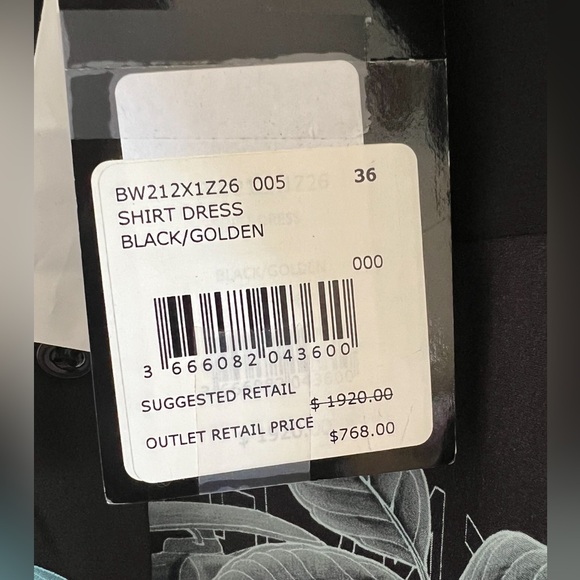 BW212X1Z26 005 36
SHIRT DRESS
BLACK/GOLDEN
000
3 666082 043600
SUGGESTED RETAIL $ 1920.00
OUTLET RETAIL PRICE $768.00